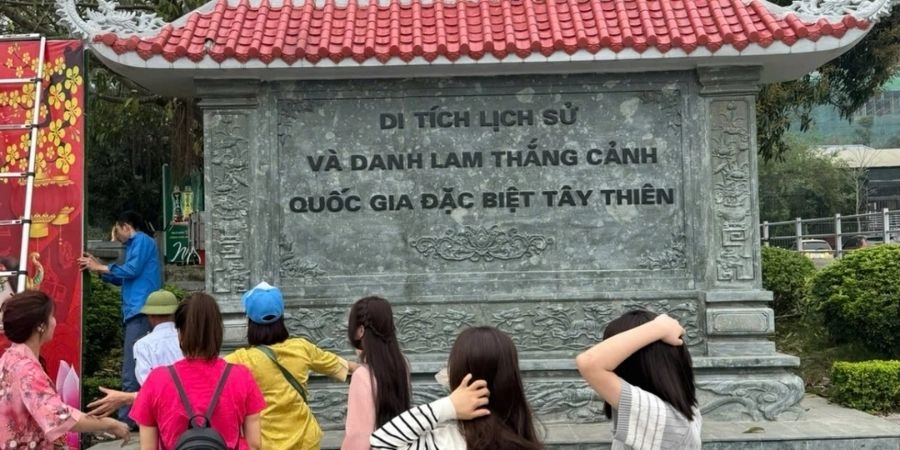 DI TÍCH LỊCH SỬ
VÀ DANH LAM THẮNG CẢNH
QUỐC GIA ĐẶC BIỆT TÂY THIÊN